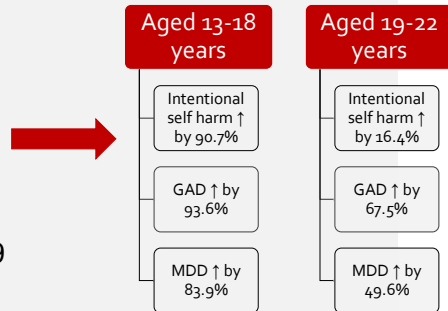 Aged 13-18
years
Intentional
self harm ↑
by 90.7%
GAD ↑ by
93.6%
MDD ↑ by
83.9%
Aged 19-22
years
Intentional
self harm ↑
by 16.4%
GAD ↑ by
67.5%
MDD ↑ by
49.6%
9